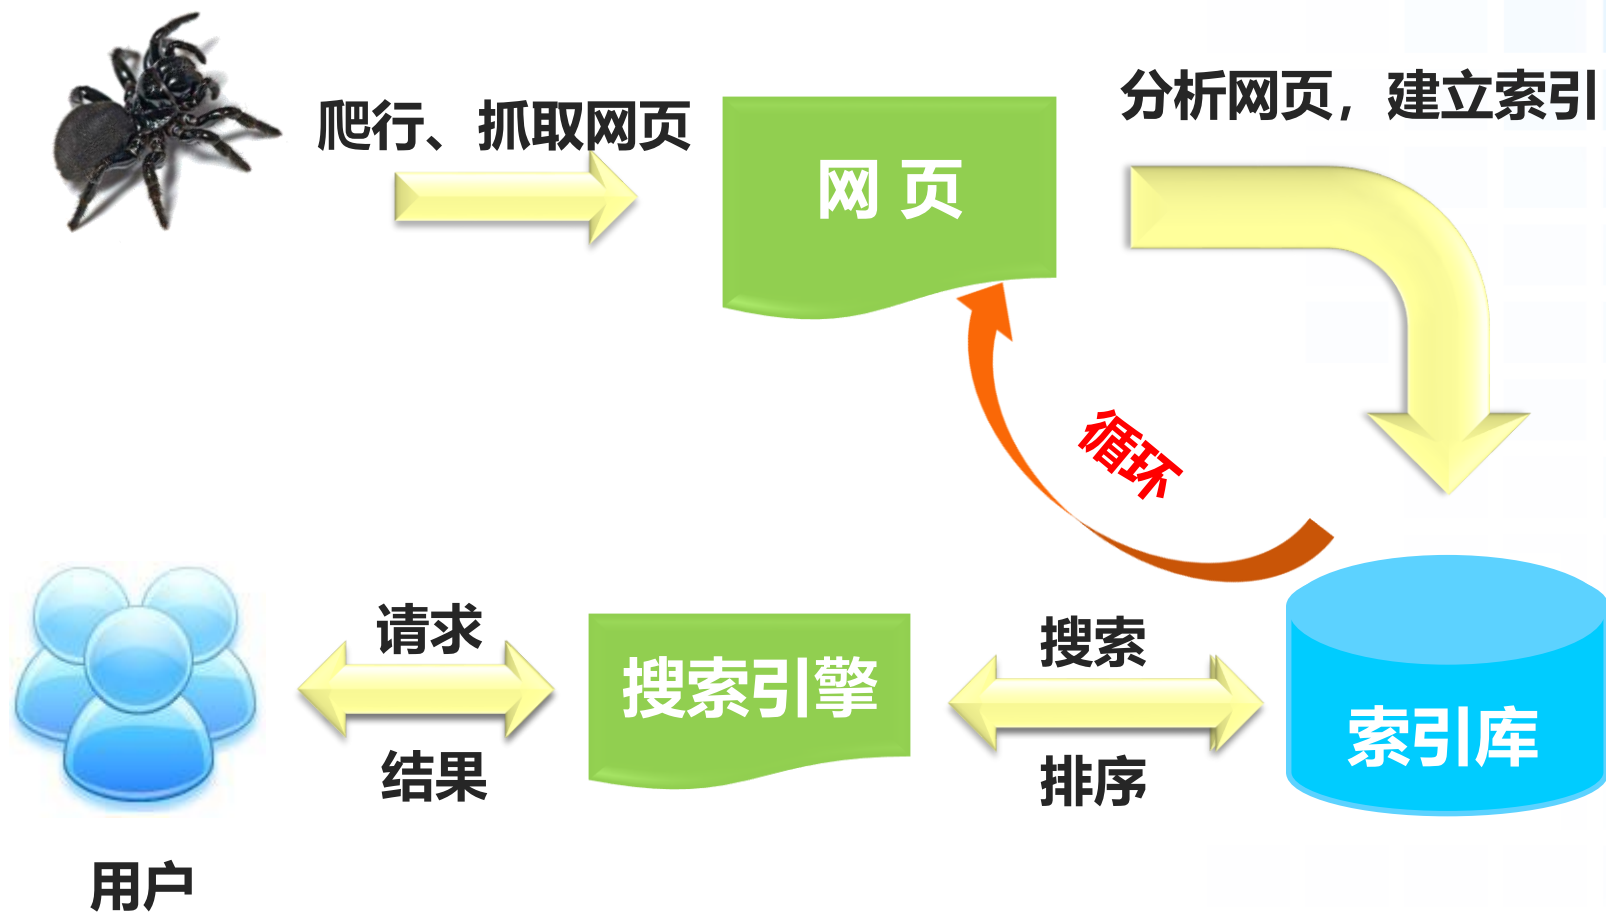 爬行、抓取网页
网 页
分析网页，建立索引
循环
请求
结果
搜索引擎
搜索
排序
索引库
用户